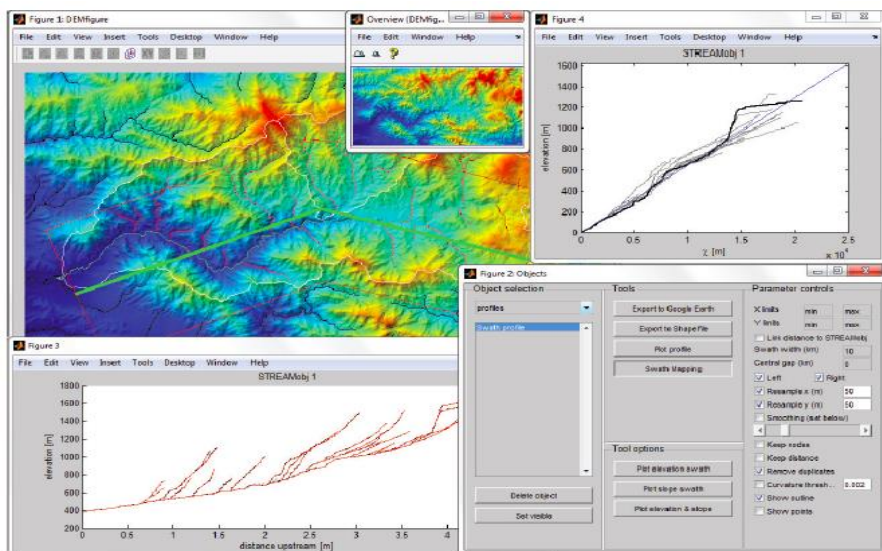 Figure 1: DEMfigure
File Edit View Insert Tools Desktop Window Help
Overview (DEMfig...
File Edit Window Help
Figure 4
File Edit View Insert Tools Desktop Window Help
STREAMobj 1
elevation [m]
1600
1400
1200
1000
800
600
400
200
0
0 0.5 1 1.5 2 2.5
χ [m]
x 10⁴
Figure 2: Objects
Object selection
profiles
Swath profile
Delete object
Set visible
Tools
Export to Google Earth
Export to Shapefile
Plot profile
Swath Mapping
Tool options
Plot elevation swath
Plot slope swath
Plot elevation & slope
Parameter controls
X limits min max
Y limits min max
Link distance to STREAMobj
Swath width (km) 10
Central gap (km) 0
Left Right
Resample x (m) 50
Resample y (m) 50
Smoothing (set below)
Keep nodes
Keep distance
Remove duplicates
Curvature thresh... 0.002
Show outline
Show points
Figure 3
File Edit View Insert Tools Desktop Window Help
STREAMobj 1
elevation [m]
1800
1600
1400
1200
1000
800
600
400
200
0 0.5 1 1.5 2 2.5 3 3.5 4
distance upstream [m]